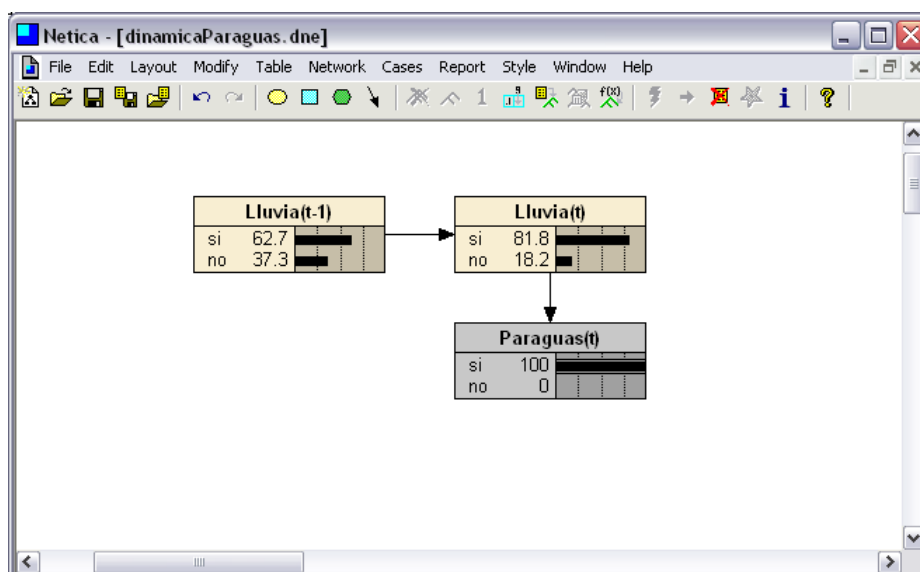 Netica - [dinamicaParaguas.dne]
File Edit Layout Modify Table Network Cases Report Style Window Help
Lluvia(t-1)
si 62.7
no 37.3
Lluvia(t)
si 81.8
no 18.2
Paraguas(t)
si 100
no 0